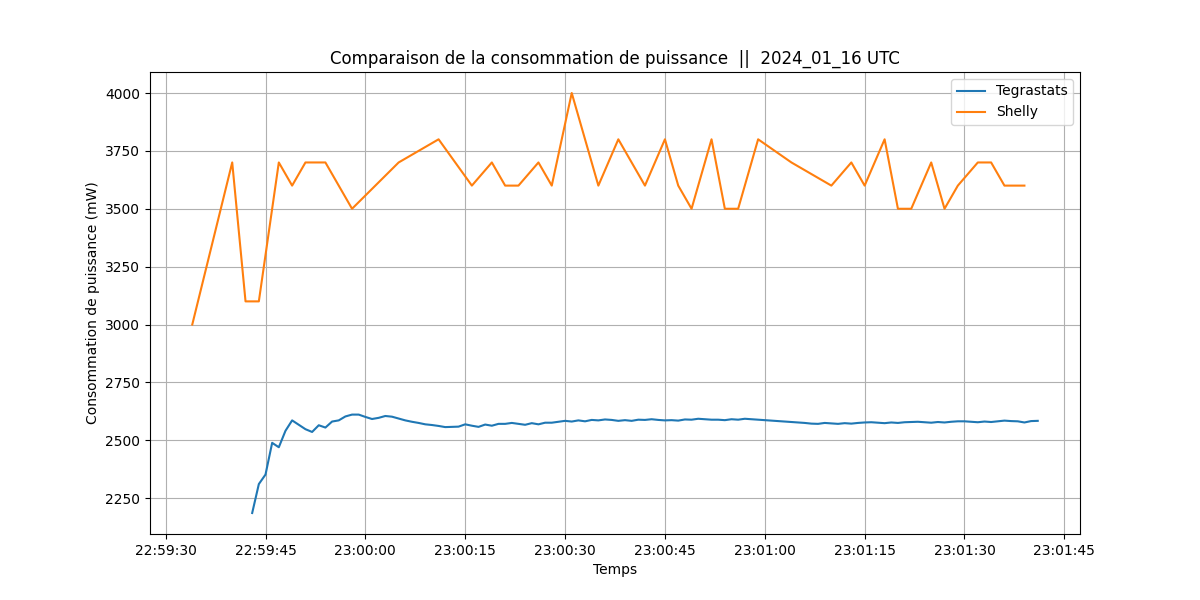 Comparaison de la consommation de puissance || 2024_01_16 UTC
Tegrastats
Shelly
Consommation de puissance (mW)
4000
3750
3500
3250
3000
2750
2500
2250
22:59:30 22:59:45 23:00:00 23:00:15 23:00:30 23:00:45 23:01:00 23:01:15 23:01:30 23:01:45
Temps